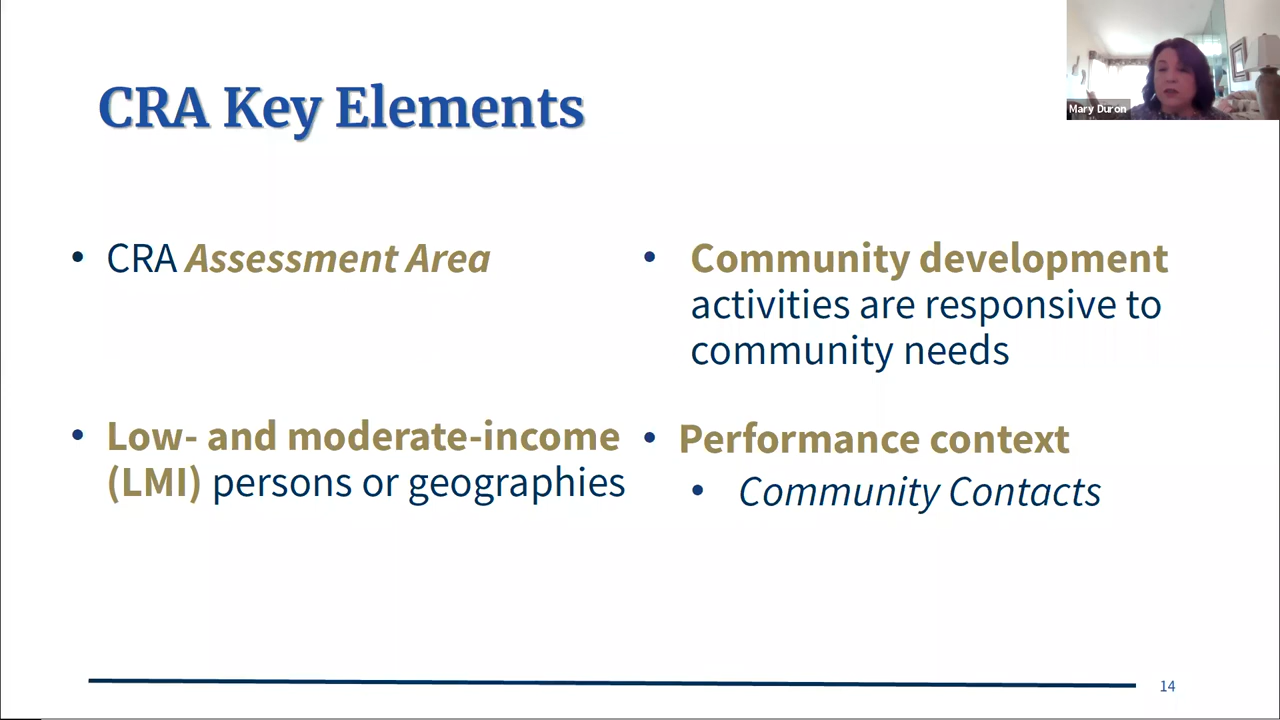 CRA Key Elements
Mary Duron
• CRA Assessment Area
• Low- and moderate-income
(LMI) persons or geographies
• Community development
activities are responsive to
community needs
• Performance context
• Community Contacts
14